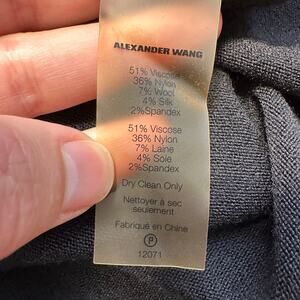 ALEXANDER WANG
51% Viscose
36% Nylon
7% Wool
4% Silk
2%Spandex
51% Viscose
36% Nylon
7% Laine
4% Soie
2%Spandex
Dry Clean Only
Nettoyer à sec
seulement
Fabriqué en Chine
P
12071